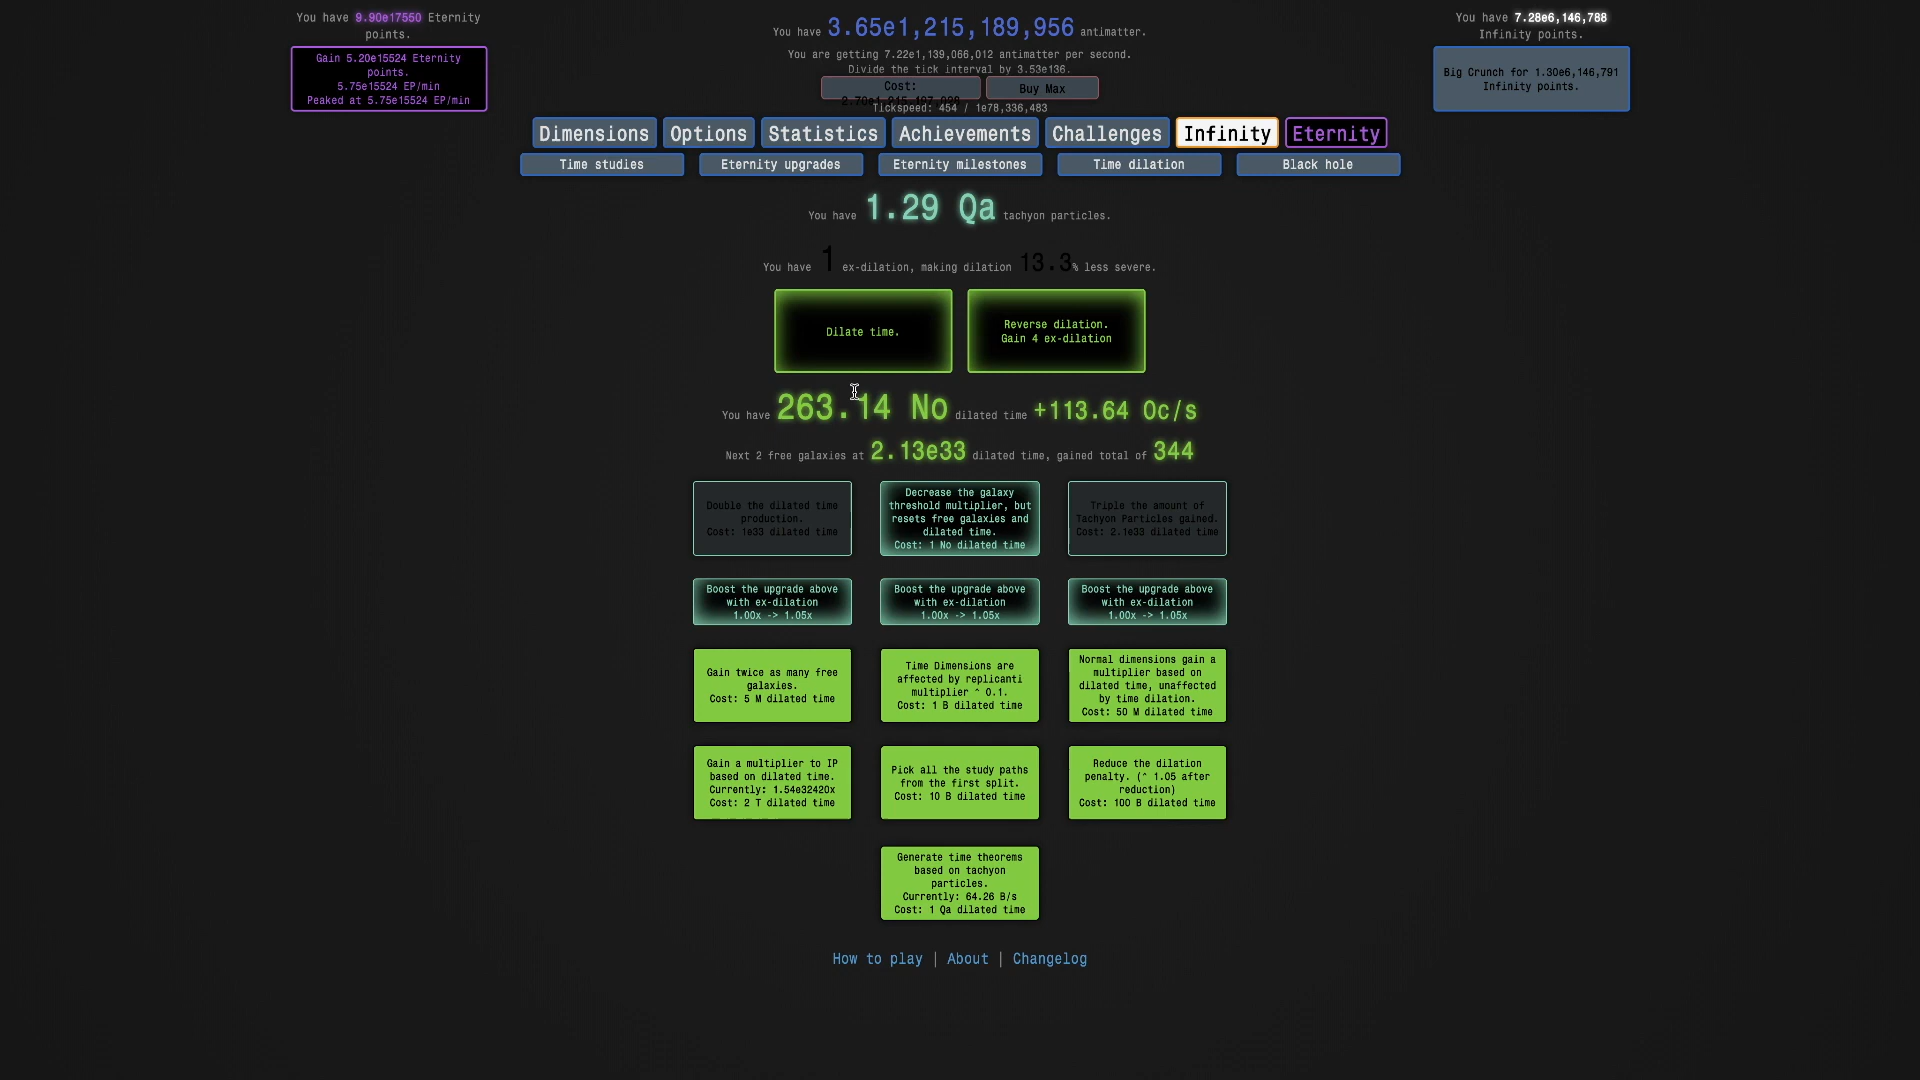 You have 9.90e17550 Eternity
points.
Gain 5.20e15524 Eternity
points.
5.75e15524 EP/min
Peaked at 5.75e15524 EP/min
You have 3.65e1,215,189,956 antimatter.
You are getting 7.22e1,139,066,012 antimatter per second.
Divide the tick interval by 3.53e136.
Cost:
Buy Max
Tickspeed: 454 / 1e78,336,483
You have 7.28e6,146,788
Infinity points.
Big Crunch for 1.30e6,146,791
Infinity points.
Dimensions Options Statistics Achievements Challenges Infinity Eternity
Time studies Eternity upgrades Eternity milestones Time dilation Black hole
You have 1.29 Qa tachyon particles.
You have 1 ex-dilation, making dilation 13.3% less severe.
Dilate time.
Reverse dilation.
Gain 4 ex-dilation
You have 263.14 No dilated time +113.64 Oc/s
Next 2 free galaxies at 2.13e33 dilated time, gained total of 344
Double the dilated time
production.
Cost: 1e33 dilated time
Decrease the galaxy
threshold multiplier, but
resets free galaxies and
dilated time.
Cost: 1 No dilated time
Triple the amount of
Tachyon Particles gained.
Cost: 2.1e33 dilated time
Boost the upgrade above
with ex-dilation
1.00x -> 1.05x
Boost the upgrade above
with ex-dilation
1.00x -> 1.05x
Boost the upgrade above
with ex-dilation
1.00x -> 1.05x
Gain twice as many free
galaxies.
Cost: 5 M dilated time
Time Dimensions are
affected by replicanti
multiplier ^ 0.1.
Cost: 1 B dilated time
Normal dimensions gain a
multiplier based on
dilated time, unaffected
by time dilation.
Cost: 50 M dilated time
Gain a multiplier to IP
based on dilated time.
Currently: 1.54e32420x
Cost: 2 T dilated time
Pick all the study paths
from the first split.
Cost: 10 B dilated time
Reduce the dilation
penalty. (^ 1.05 after
reduction)
Cost: 100 B dilated time
Generate time theorems
based on tachyon
particles.
Currently: 64.26 B/s
Cost: 1 Qa dilated time
How to play | About | Changelog